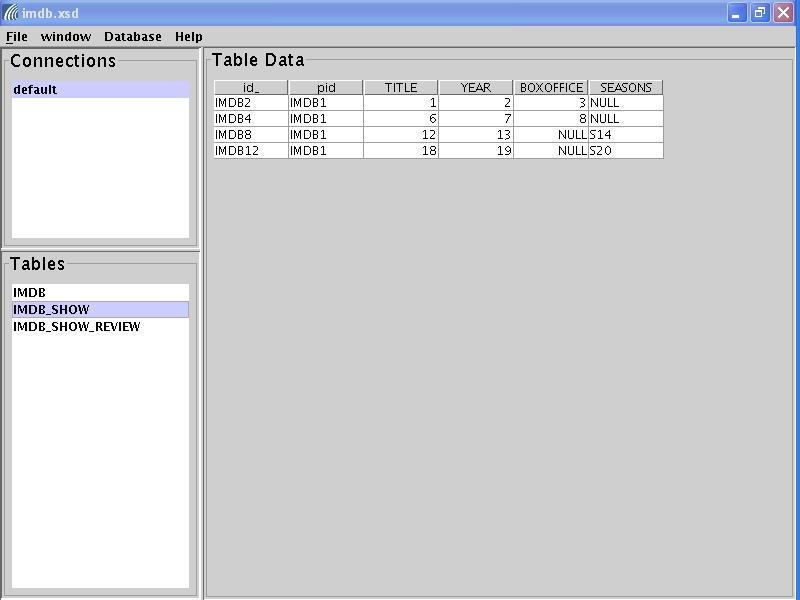 imdb.xsd
File window Database Help
Connections
default
Tables
IMDB
IMDB_SHOW
IMDB_SHOW_REVIEW
Table Data
id_ pid TITLE YEAR BOXOFFICE SEASONS
IMDB2 IMDB1 1 2 3 NULL
IMDB4 IMDB1 6 7 8 NULL
IMDB8 IMDB1 12 13 NULL S14
IMDB12 IMDB1 18 19 NULL S20